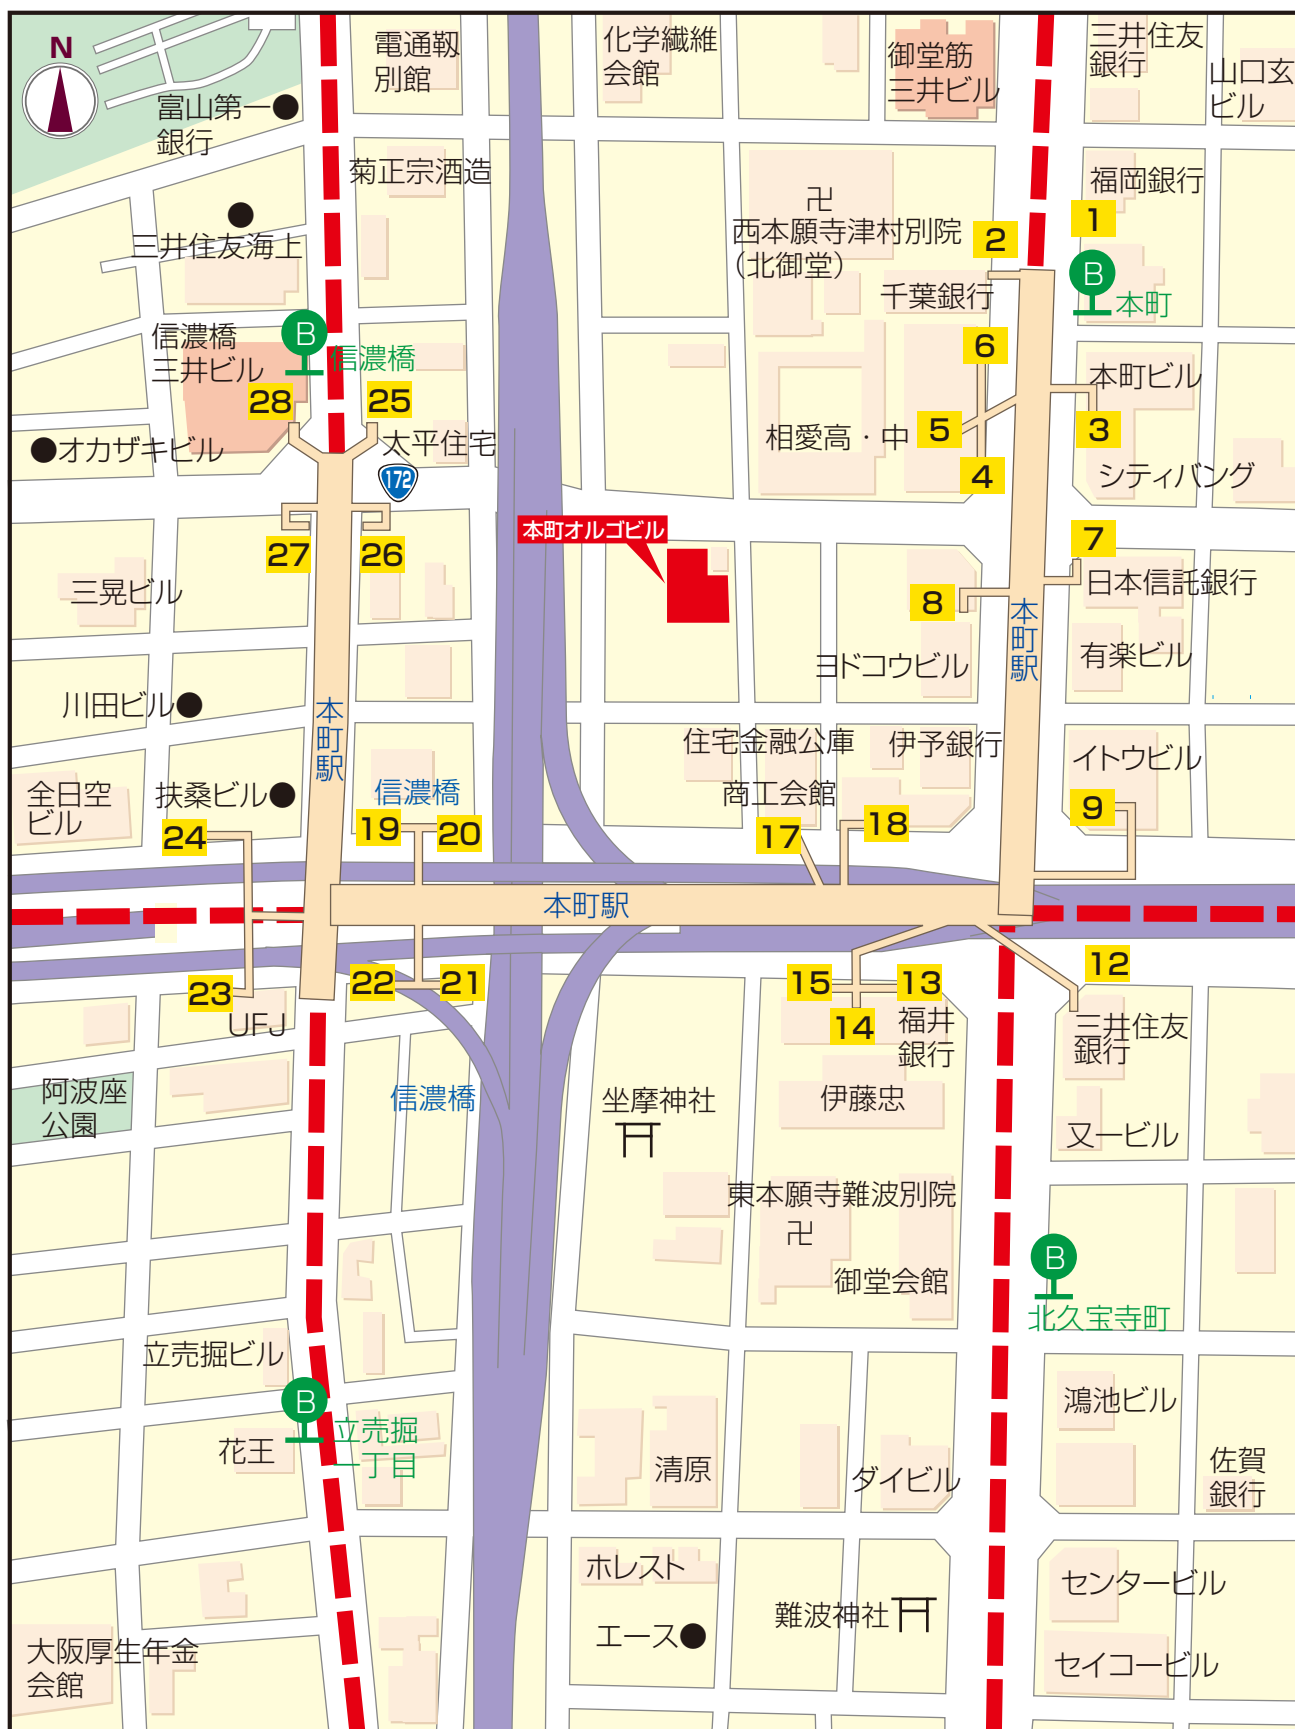 N
電通靱
別館
化学繊維
会館
御堂筋
三井ビル
三井住友
銀行
山口玄
ビル
富山第一
銀行
菊正宗酒造
福岡銀行
卍
西本願寺津村別院
(北御堂)
2
1
B
本町
三井住友海上
千葉銀行
信濃橋
三井ビル
B
信濃橋
6
本町ビル
28
25
5
3
オカザキビル
太平住宅
相愛高・中
4
シティバング
172
本町オルゴビル
27
26
7
三晃ビル
8
日本信託銀行
本町駅
ヨドコウビル
有楽ビル
川田ビル
本町駅
住宅金融公庫
伊予銀行
イトウビル
全日空
ビル
扶桑ビル
信濃橋
商工会館
9
24
19
20
17
18
本町駅
23
22
21
15
13
12
14
UFJ
福井
銀行
三井住友
銀行
阿波座
公園
信濃橋
坐摩神社
伊藤忠
又一ビル
東本願寺難波別院
卍
B
北久宝寺町
御堂会館
立売掘ビル
B
立売掘
一丁目
花王
鴻池ビル
清原
ダイビル
佐賀
銀行
ホレスト
センタービル
難波神社
エース
大阪厚生年金
会館
セイコービル